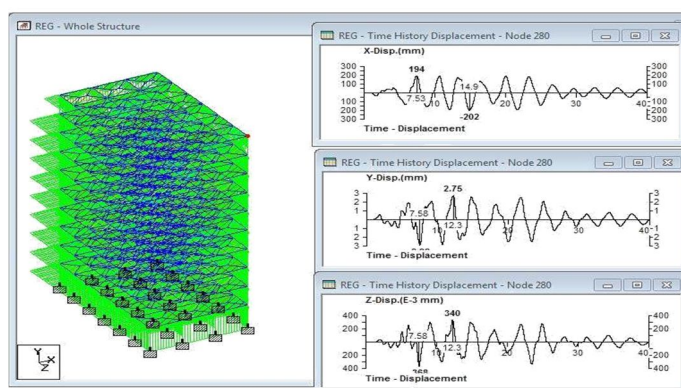 REG - Whole Structure
Y
X
Z
REG - Time History Displacement - Node 280
X-Disp.(mm)
300 200 100 100 200 300
194
7.53
14.9
-202
10 20 30 40
300 200 100 100 200 300
Time - Displacement
REG - Time History Displacement - Node 280
Y-Disp.(mm)
3 2 1 1 2 3
2.75
7.58
12.3
10 20 30 40
3 2 1 1 2 3
Time - Displacement
REG - Time History Displacement - Node 280
Z-Disp.(E-3 mm)
400 200 200 400
340
7.58
12.3
10 20 30 40
400 200 200 400
Time - Displacement